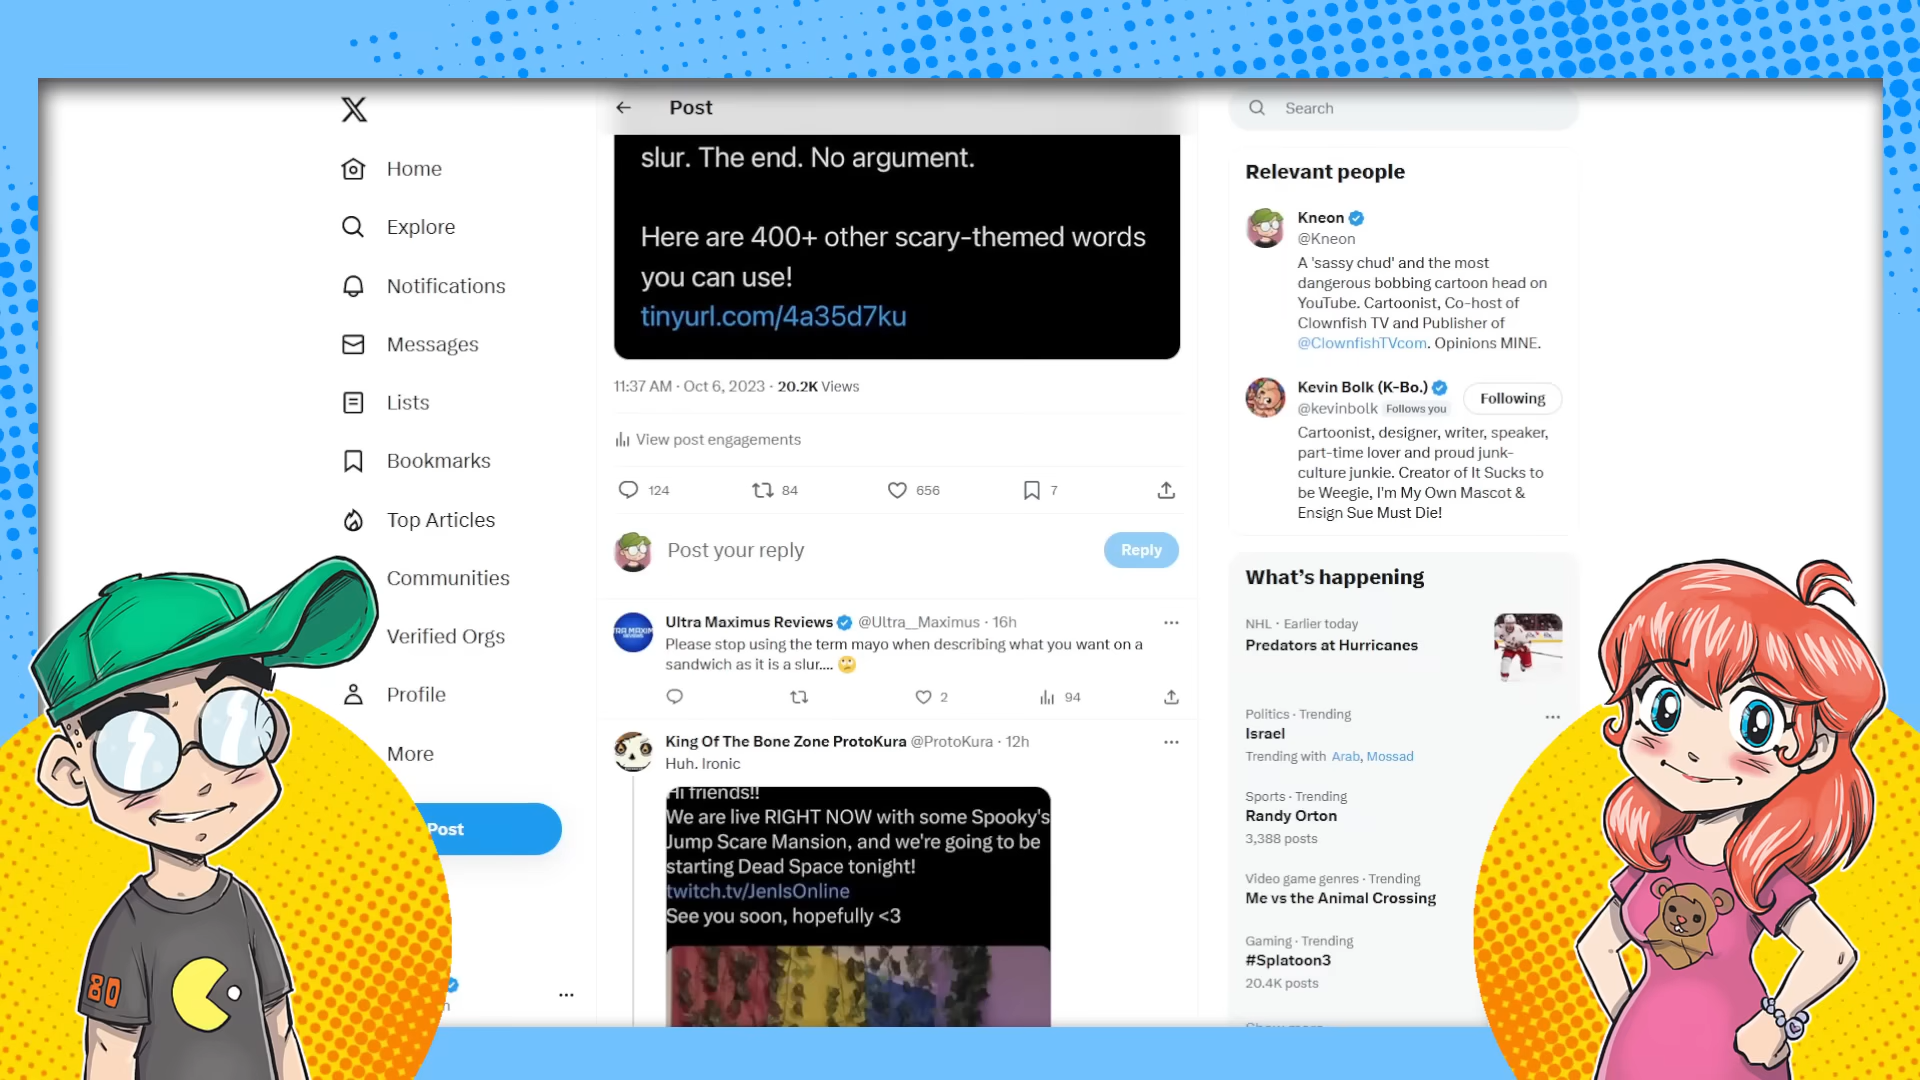 Home
Explore
Notifications
Messages
Lists
Bookmarks
Top Articles
Communities
Verified Orgs
Profile
More
Post
80
Post
slur. The end. No argument.
Here are 400+ other scary-themed words
you can use!
tinyurl.com/4a35d7ku
11:37 AM · Oct 6, 2023 · 20.2K Views
View post engagements
124 84 656 7
Post your reply
Reply
Ultra Maximus Reviews @Ultra__Maximus · 16h
Please stop using the term mayo when describing what you want on a
sandwich as it is a slur.... 🙄
2 94
King Of The Bone Zone ProtoKura @ProtoKura · 12h
Huh. Ironic
Hi friends!!
We are live RIGHT NOW with some Spooky's
Jump Scare Mansion, and we're going to be
starting Dead Space tonight!
twitch.tv/JenIsOnline
See you soon, hopefully <3
Search
Relevant people
Kneon
@Kneon
A 'sassy chud' and the most
dangerous bobbing cartoon head on
YouTube. Cartoonist, Co-host of
Clownfish TV and Publisher of
@ClownfishTVcom. Opinions MINE.
Kevin Bolk (K-Bo.)
@kevinbolk Follows you
Following
Cartoonist, designer, writer, speaker,
part-time lover and proud junk-
culture junkie. Creator of It Sucks to
be Weegie, I'm My Own Mascot &
Ensign Sue Must Die!
What's happening
NHL · Earlier today
Predators at Hurricanes
Politics · Trending
Israel
Trending with Arab, Mossad
Sports · Trending
Randy Orton
3,388 posts
Video game genres · Trending
Me vs the Animal Crossing
Gaming · Trending
#Splatoon3
20.4K posts